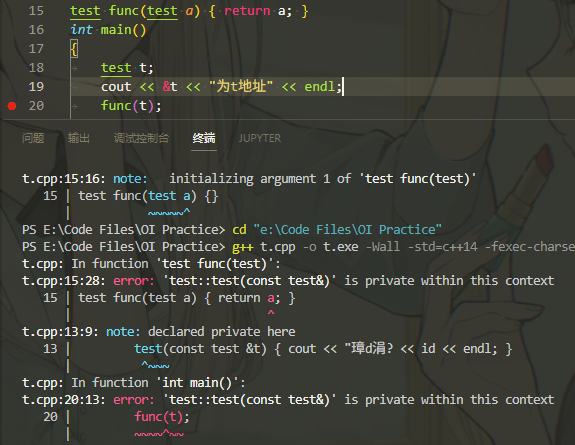 15 test func(test a) { return a; }
16 int main()
17 {
18 test t;
19 cout << &t << "为t地址" << endl;
20 func(t);
问题 输出 调试控制台 终端 JUPYTER
t.cpp:15:16: note:   initializing argument 1 of 'test func(test)'
15 | test func(test a) {}
| ~~~~~^
PS E:\Code Files\OI Practice> cd "e:\Code Files\OI Practice"
PS E:\Code Files\OI Practice> g++ t.cpp -o t.exe -Wall -std=c++14 -fexec-charse
t.cpp: In function 'test func(test)':
t.cpp:15:28: error: 'test::test(const test&)' is private within this context
15 | test func(test a) { return a; }
| ^
t.cpp:13:9: note: declared private here
13 | test(const test &t) { cout << "璋d涓? << id << endl; }
| ^~~~
t.cpp: In function 'int main()':
t.cpp:20:13: error: 'test::test(const test&)' is private within this context
20 | func(t);
| ~~~~^~~